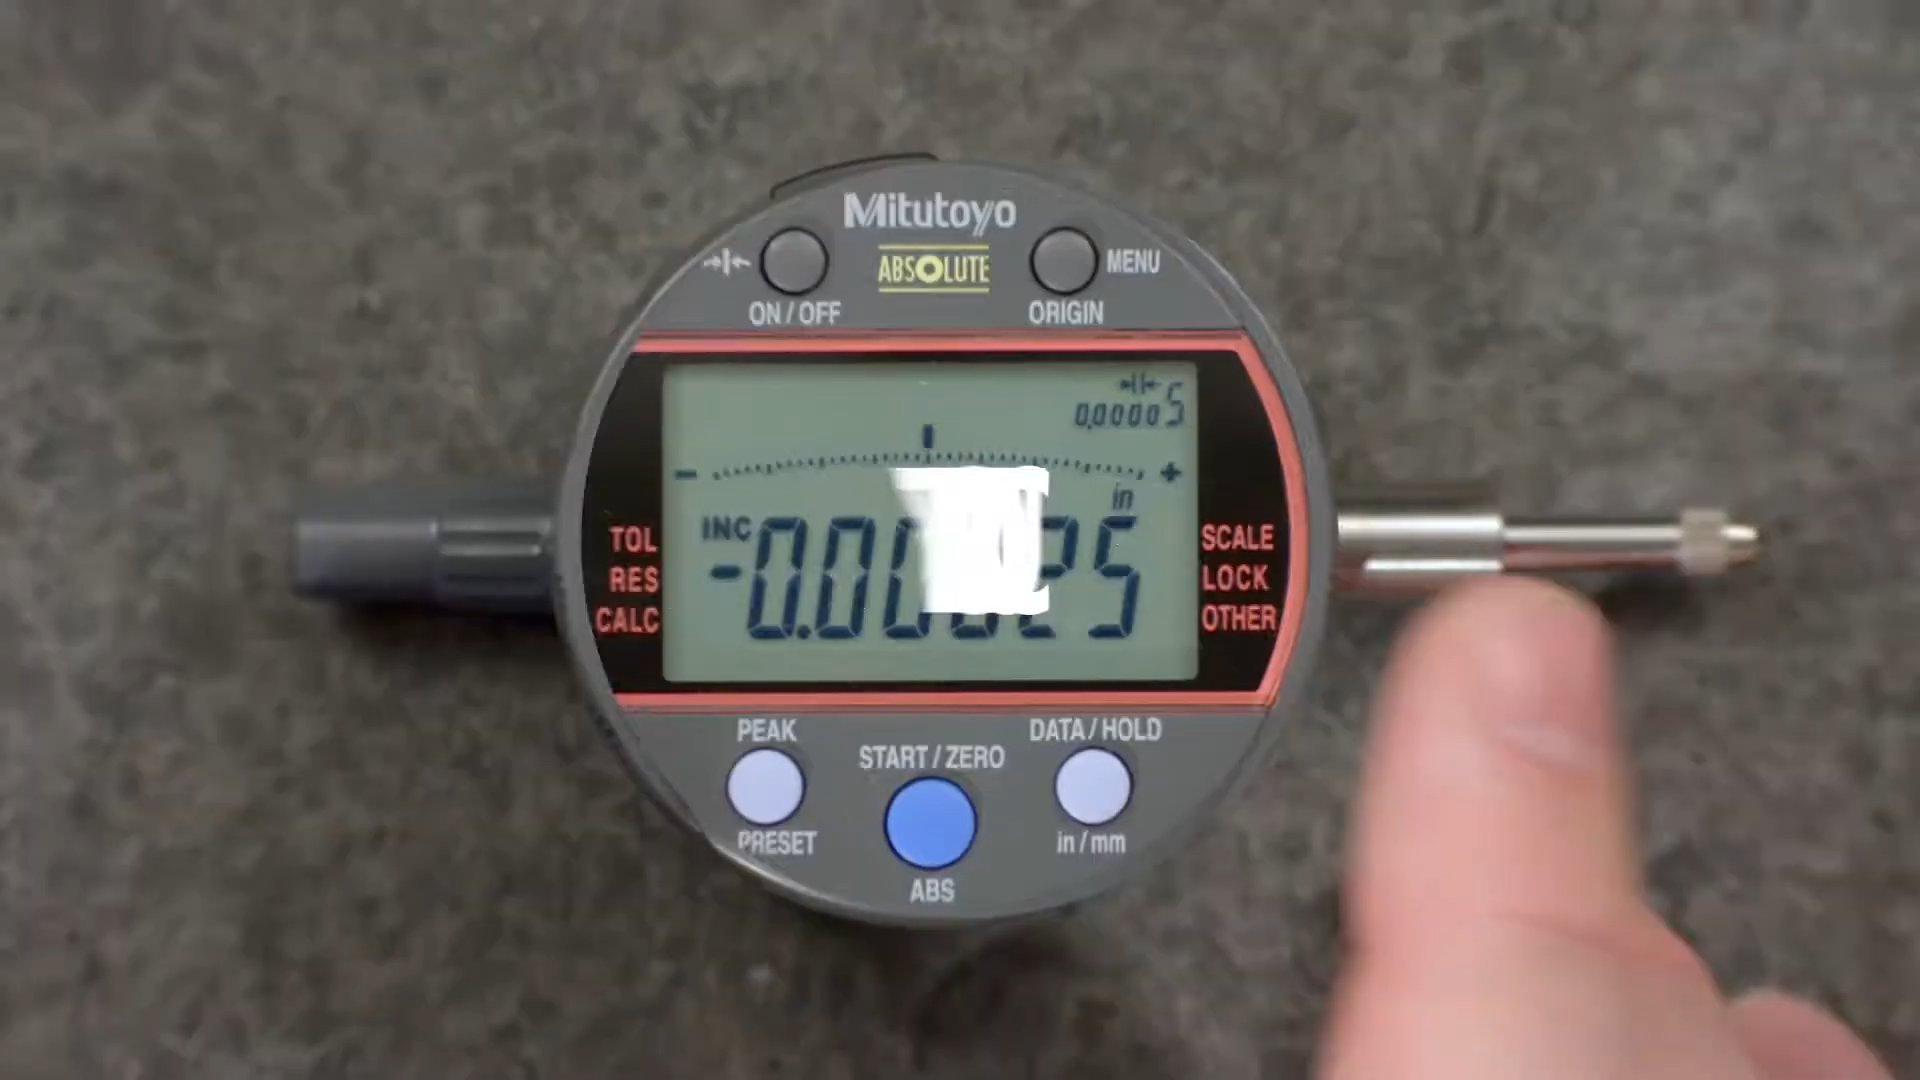 Mitutoyo
ABSOLUTE
MENU
ON / OFF
ORIGIN
0.00005
- +
in
INC
TOL
RES
CALC
SCALE
LOCK
OTHER
PEAK
START / ZERO
DATA / HOLD
PRESET
in / mm
ABS